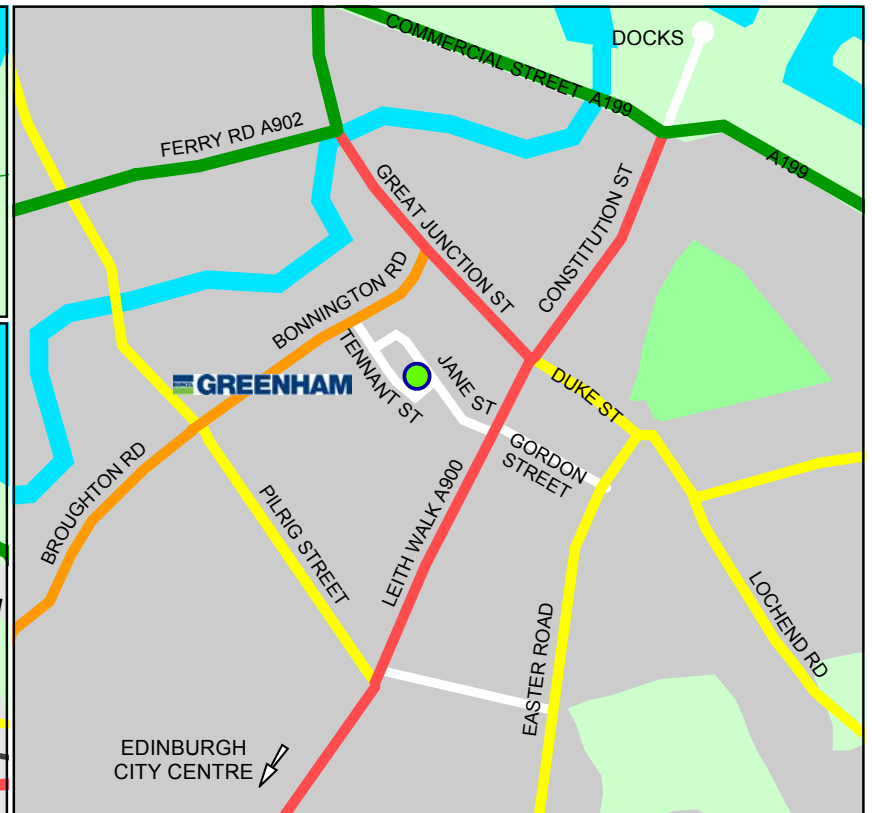 DOCKS
COMMERCIAL STREET A199
A199
FERRY RD A902
GREAT JUNCTION ST
CONSTITUTION ST
BONNINGTON RD
TENNANT ST
JANE ST
DUKE ST
BUNZL
GREENHAM
GORDON
STREET
BROUGHTON RD
PILRIG STREET
LEITH WALK A900
EASTER ROAD
LOCHEND RD
EDINBURGH
CITY CENTRE